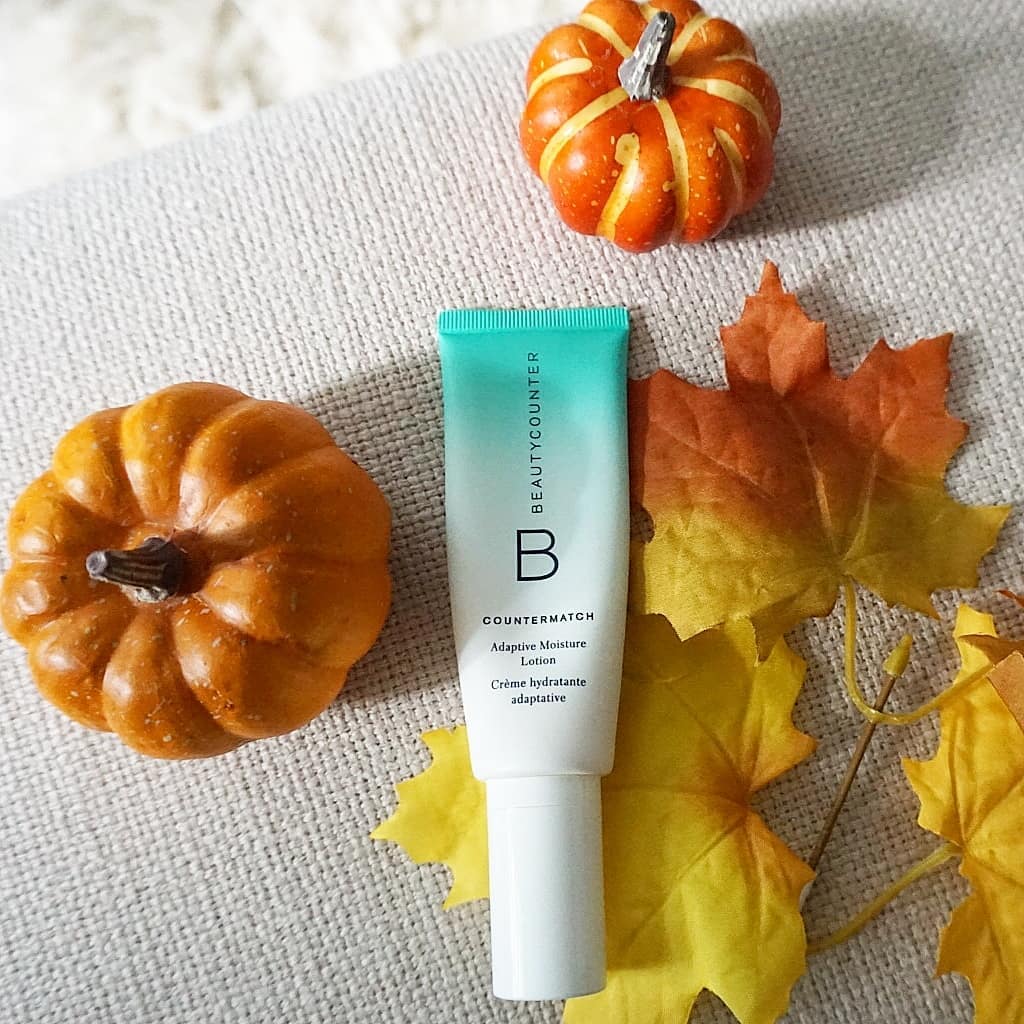 BEAUTYCOUNTER
B
COUNTERMATCH
Adaptive Moisture
Lotion
Crème hydratante
adaptative